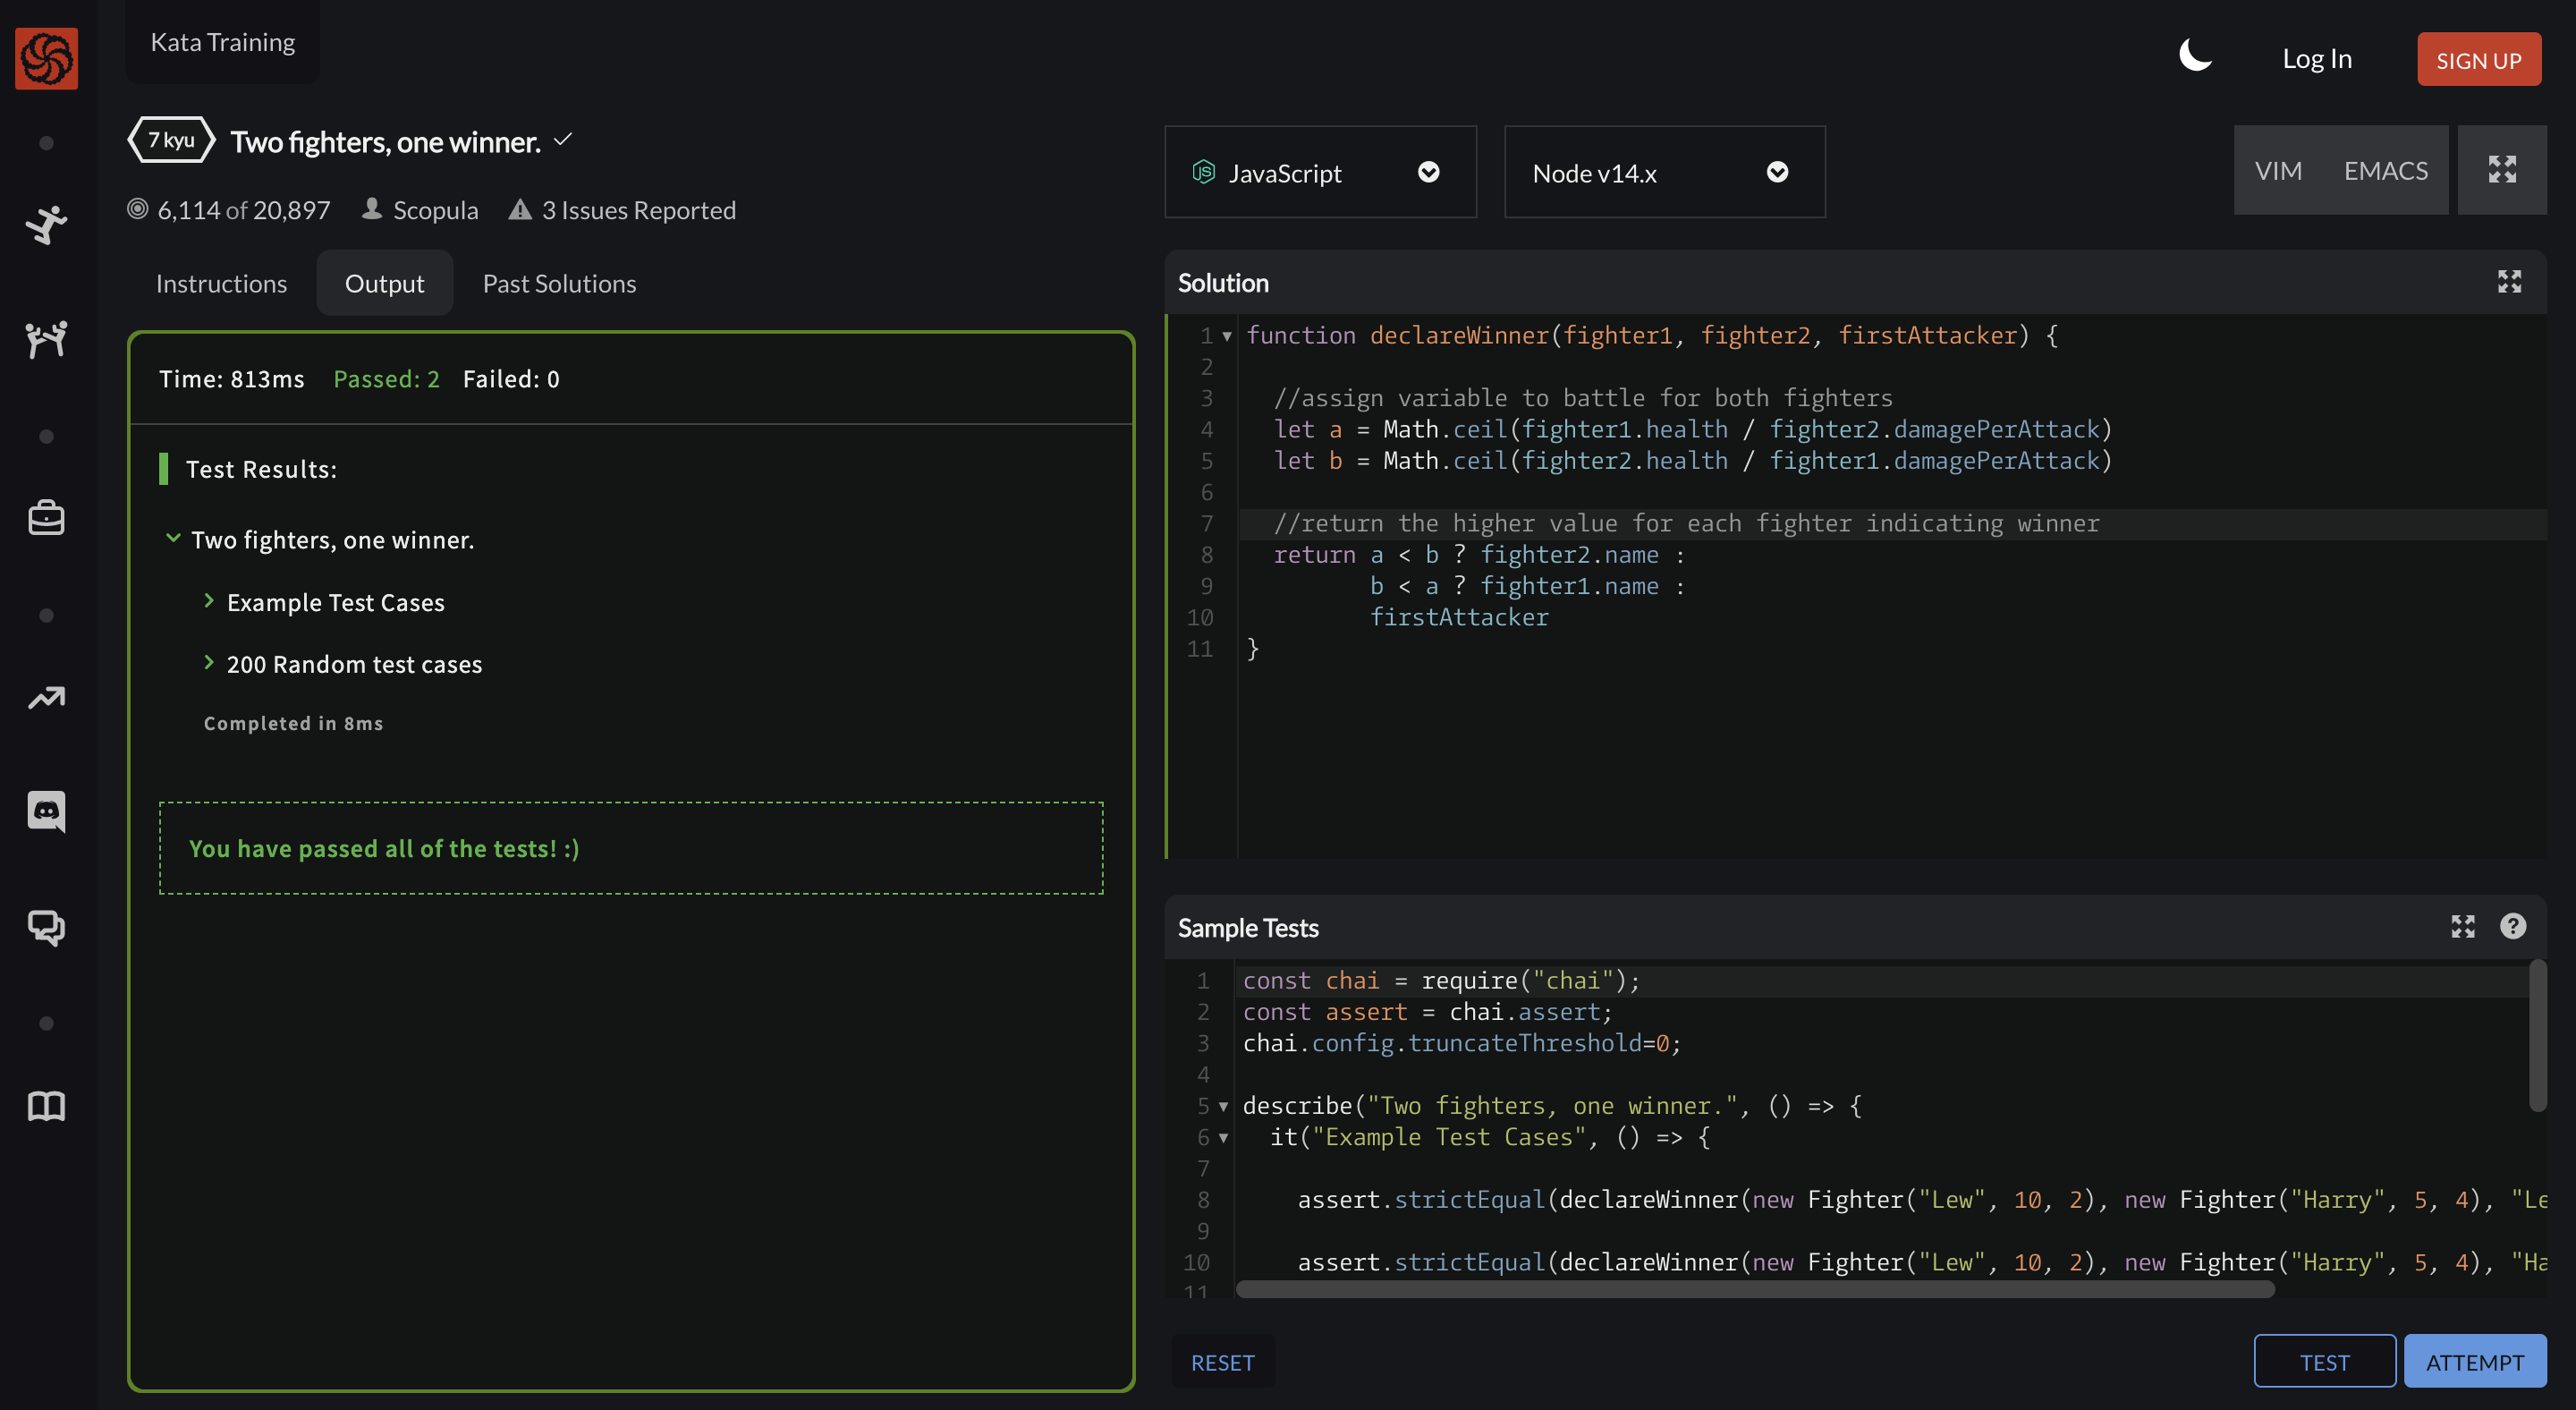 Kata Training
Log In
SIGN UP
7 kyu
Two fighters, one winner.
6,114 of 20,897
Scopula
3 Issues Reported
JavaScript
Node v14.x
VIM
EMACS
Instructions
Output
Past Solutions
Time: 813ms Passed: 2 Failed: 0
Test Results:
Two fighters, one winner.
Example Test Cases
200 Random test cases
Completed in 8ms
You have passed all of the tests! :)
Solution
1 function declareWinner(fighter1, fighter2, firstAttacker) {
2
3 //assign variable to battle for both fighters
4 let a = Math.ceil(fighter1.health / fighter2.damagePerAttack)
5 let b = Math.ceil(fighter2.health / fighter1.damagePerAttack)
6
7 //return the higher value for each fighter indicating winner
8 return a < b ? fighter2.name :
9 b < a ? fighter1.name :
10 firstAttacker
11 }
Sample Tests
1 const chai = require("chai");
2 const assert = chai.assert;
3 chai.config.truncateThreshold=0;
4
5 describe("Two fighters, one winner.", () => {
6 it("Example Test Cases", () => {
7
8 assert.strictEqual(declareWinner(new Fighter("Lew", 10, 2), new Fighter("Harry", 5, 4), "Le
9
10 assert.strictEqual(declareWinner(new Fighter("Lew", 10, 2), new Fighter("Harry", 5, 4), "Ha
11
RESET
TEST
ATTEMPT